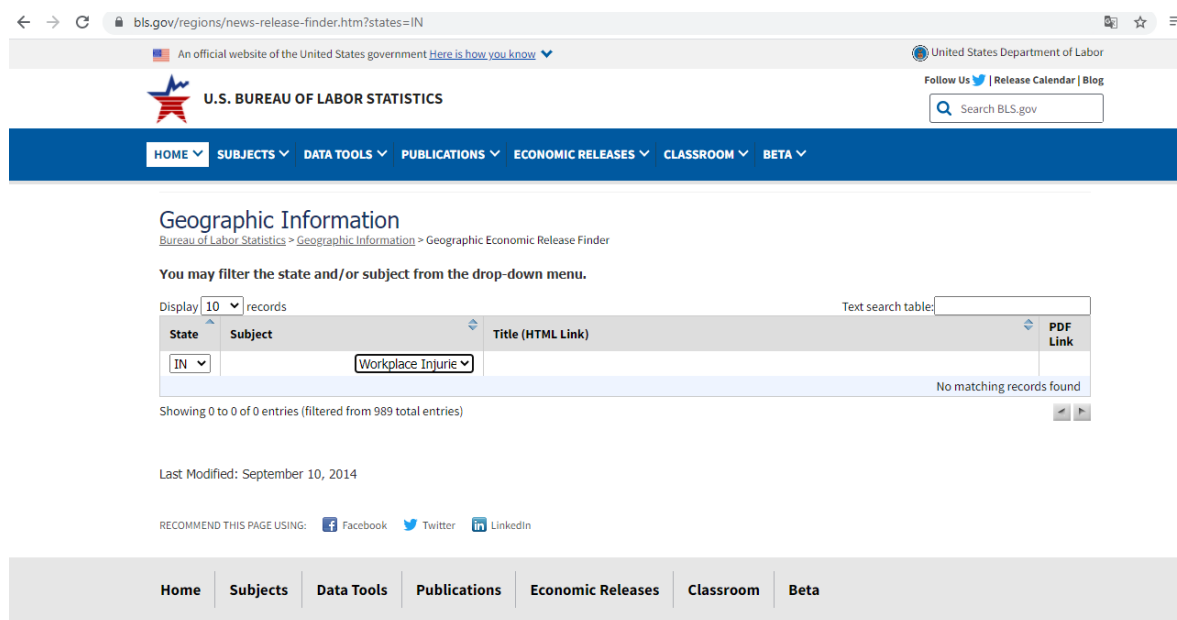 bls.gov/regions/news-release-finder.htm?states=IN
An official website of the United States government Here is how you know
United States Department of Labor
Follow Us | Release Calendar | Blog
U.S. BUREAU OF LABOR STATISTICS
Search BLS.gov
HOME SUBJECTS DATA TOOLS PUBLICATIONS ECONOMIC RELEASES CLASSROOM BETA
Geographic Information
Bureau of Labor Statistics > Geographic Information > Geographic Economic Release Finder
You may filter the state and/or subject from the drop-down menu.
Display 10 records Text search table:
State Subject Title (HTML Link) PDF Link
IN Workplace Injurie
No matching records found
Showing 0 to 0 of 0 entries (filtered from 989 total entries)
Last Modified: September 10, 2014
RECOMMEND THIS PAGE USING: Facebook Twitter LinkedIn
Home Subjects Data Tools Publications Economic Releases Classroom Beta